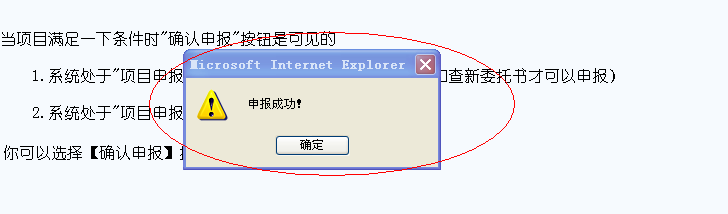 当项目满足一下条件时"确认申报"按钮是可见的
Microsoft Internet Explorer
1.系统处于"项目申报 和查新委托书才可以申报)
申报成功!
2.系统处于"项目申报
确定
你可以选择【确认申报】